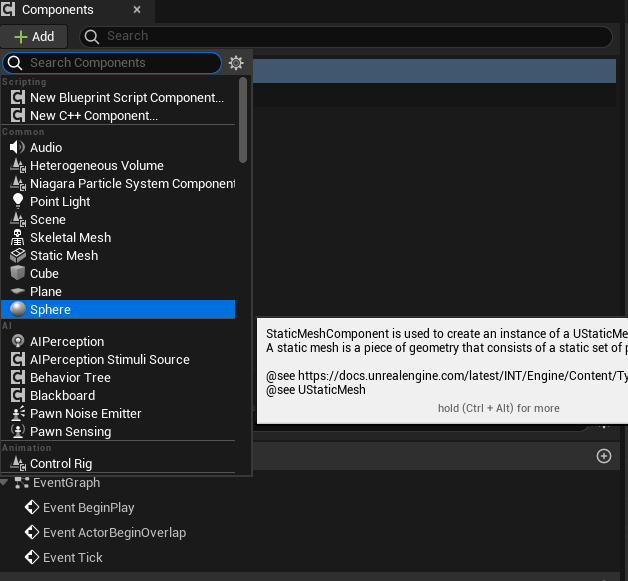 Components
Add
Search
Search Components
Scripting
New Blueprint Script Component...
New C++ Component...
Common
Audio
Heterogeneous Volume
Niagara Particle System Component
Point Light
Scene
Skeletal Mesh
Static Mesh
Cube
Plane
Sphere
AI
AIPerception
AIPerception Stimuli Source
Behavior Tree
Blackboard
Pawn Noise Emitter
Pawn Sensing
Animation
Control Rig
StaticMeshComponent is used to create an instance of a UStaticMe
A static mesh is a piece of geometry that consists of a static set of p
@see https://docs.unrealengine.com/latest/INT/Engine/Content/Ty
@see UStaticMesh
hold (Ctrl + Alt) for more
EventGraph
Event BeginPlay
Event ActorBeginOverlap
Event Tick